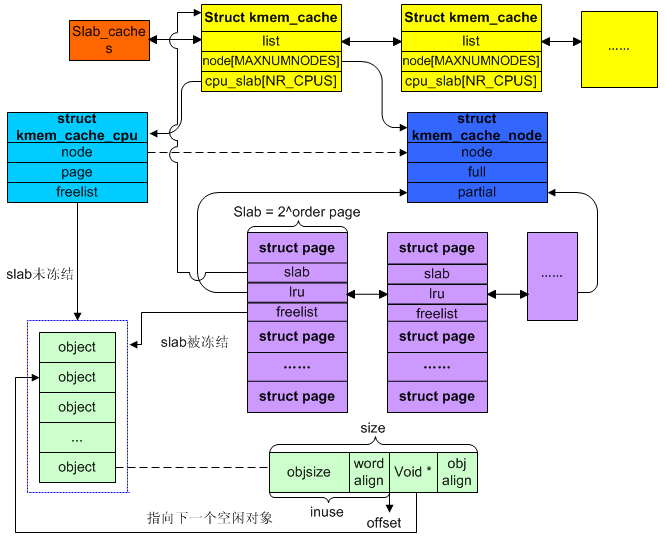 Slab_cache
s
Struct kmem_cache
list
node[MAXNUMNODES]
cpu_slab[NR_CPUS]
Struct kmem_cache
list
node[MAXNUMNODES]
cpu_slab[NR_CPUS]
......
struct
kmem_cache_cpu
node
page
freelist
struct
kmem_cache_node
node
full
partial
Slab = 2^order page
struct page
slab
lru
freelist
struct page
......
struct page
struct page
slab
lru
freelist
struct page
......
struct page
......
slab未冻结
slab被冻结
object
object
object
...
object
size
objsize
word
align
Void *
obj
align
inuse
offset
指向下一个空闲对象